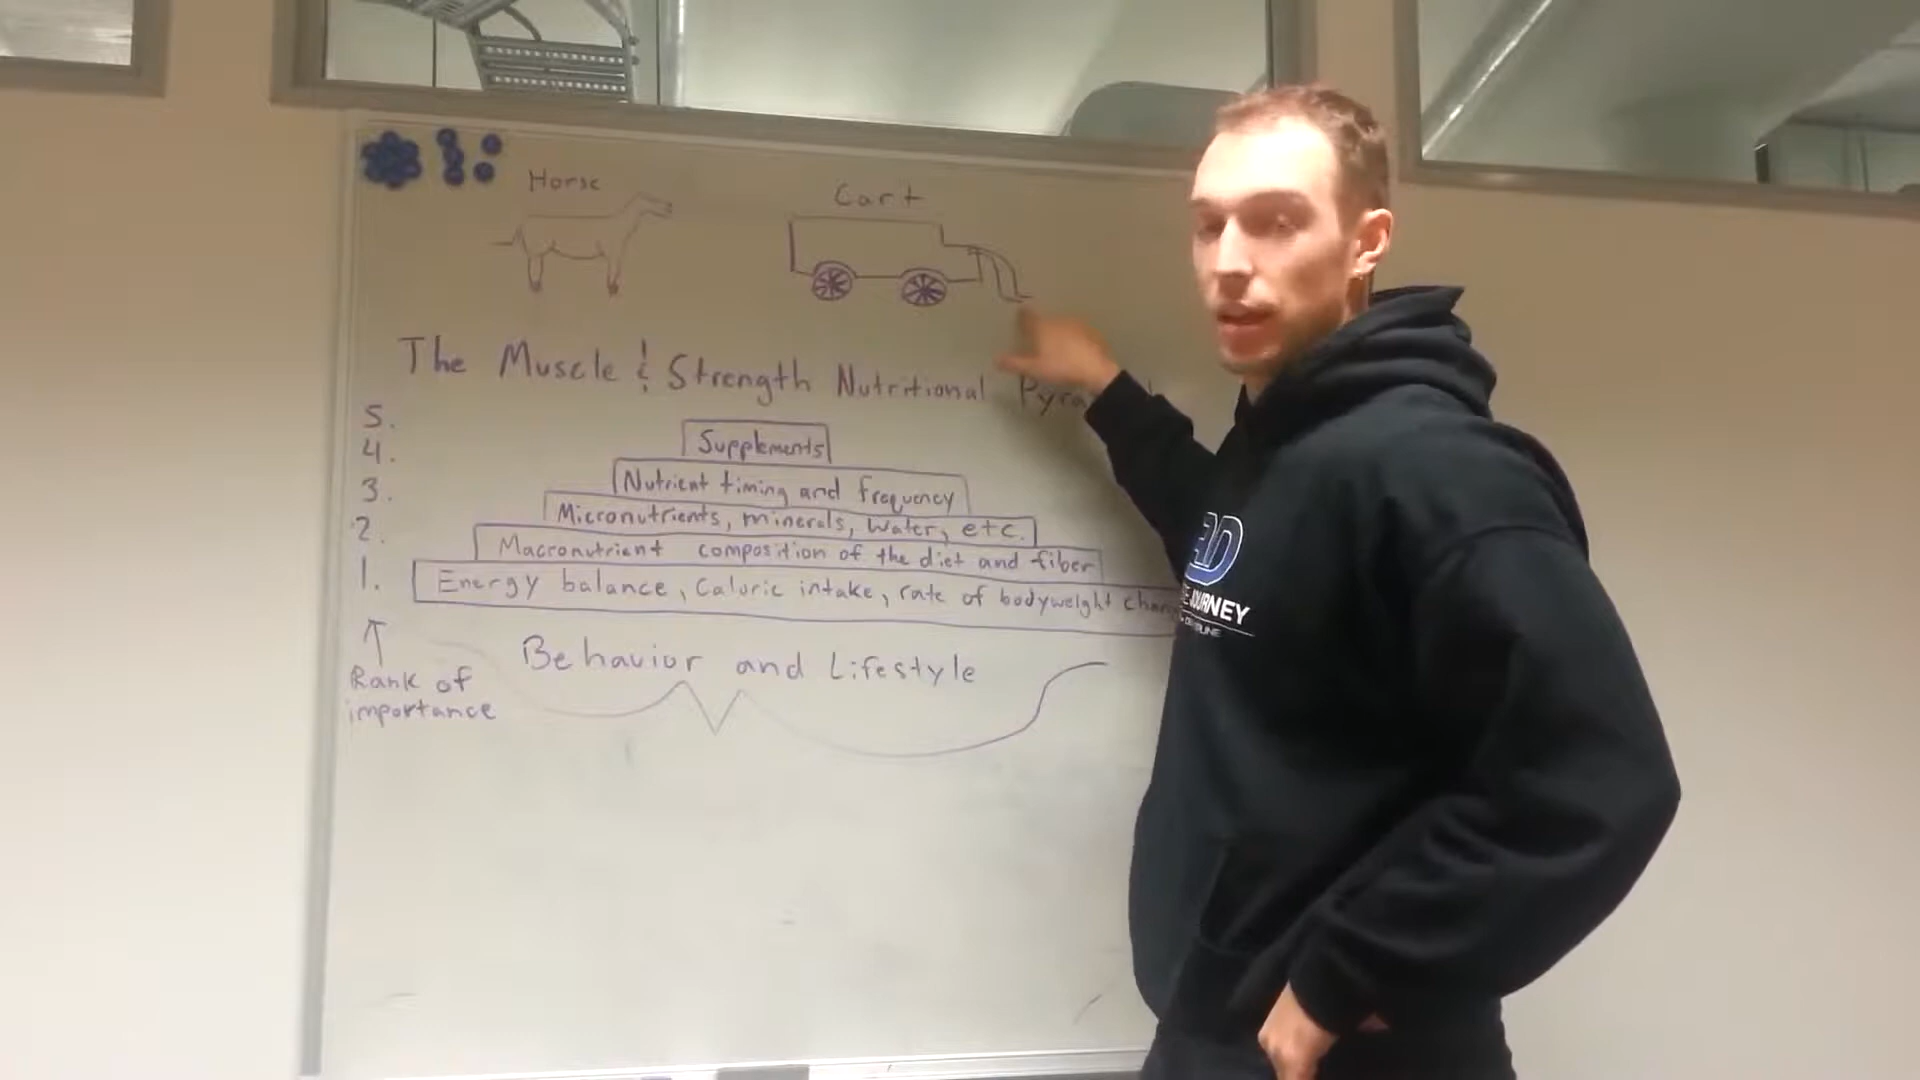 Horse
Cart
The Muscle & Strength Nutritional
5.
Supplements
4.
Nutrient timing and frequency
3.
Micronutrients, minerals, water, etc.
2.
Macronutrient composition of the diet and fiber
1.
Energy balance, Caloric intake, rate of bodyweight
Behavior and Lifestyle
Rank of
importance